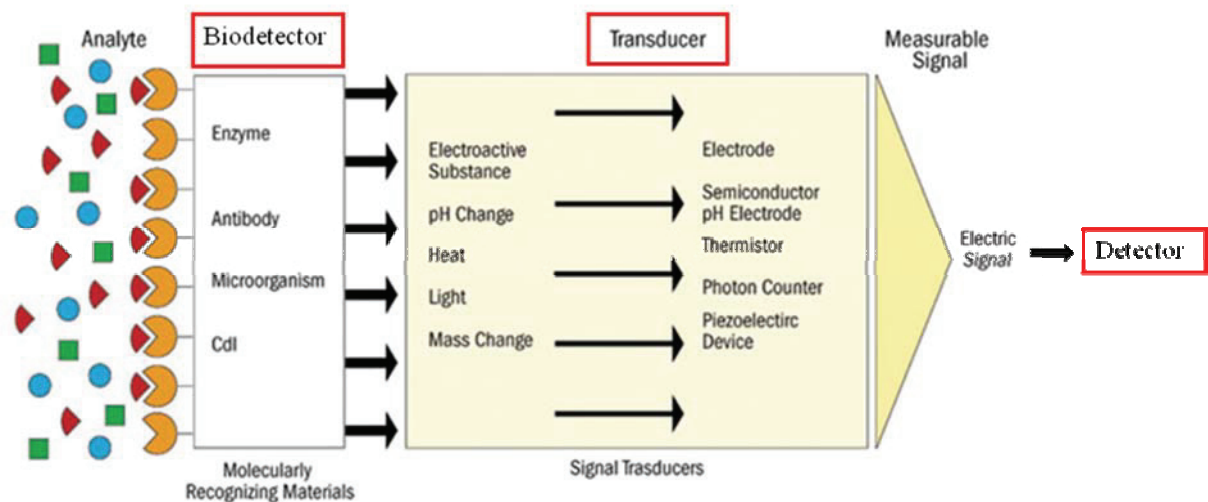 Analyte
Biodetector
Transducer
Measurable
Signal
Enzyme
Antibody
Microorganism
Cdl
Electroactive
Substance
pH Change
Heat
Light
Mass Change
Electrode
Semiconductor
pH Electrode
Thermistor
Photon Counter
Piezoelectirc
Device
Electric
Signal
Detector
Molecularly
Recognizing Materials
Signal Trasducers